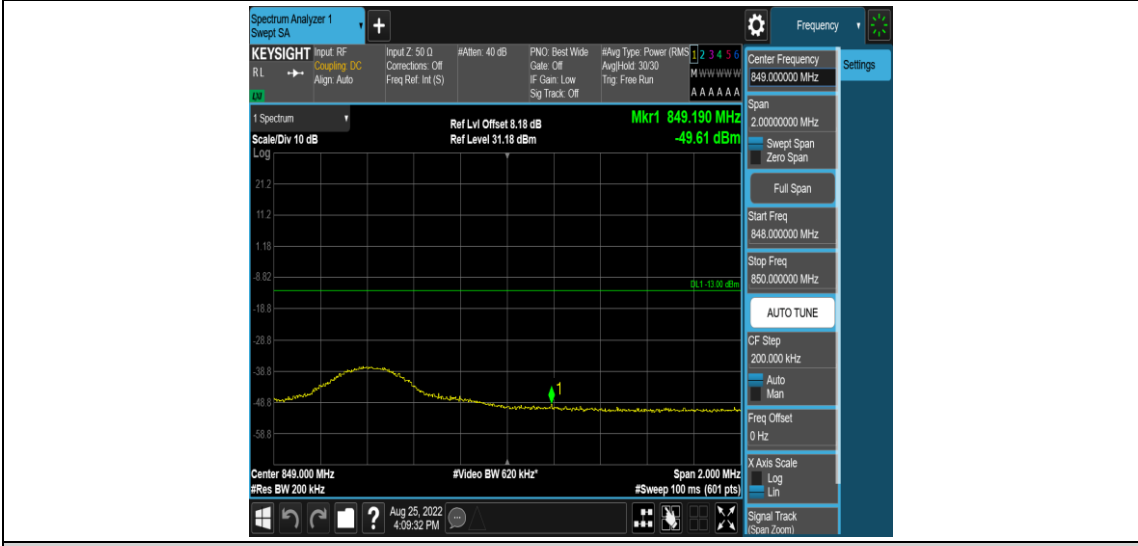 Spectrum Analyzer 1
Swept SA
+
Frequency
KEYSIGHT
RL
Input: RF
Coupling: DC
Align: Auto
Input Z: 50 Ω
Corrections: Off
Freq Ref: Int (S)
#Atten: 40 dB
PNO: Best Wide
Gate: Off
IF Gain: Low
Sig Track: Off
#Avg Type: Power (RMS
Avg|Hold: 30/30
Trig: Free Run
1 2 3 4 5 6
M W W W W W
A A A A A A
1 Spectrum
Scale/Div 10 dB
Log
Ref Lvl Offset 8.18 dB
Ref Level 31.18 dBm
Mkr1 849.190 MHz
-49.61 dBm
21.2
11.2
1.18
-8.82
-18.8
-28.8
-38.8
-48.8
-58.8
DL1 -13.00 dBm
1
Center 849.000 MHz
#Res BW 200 kHz
#Video BW 620 kHz*
Span 2.000 MHz
#Sweep 100 ms (601 pts)
?
Aug 25, 2022
4:09:32 PM
Center Frequency
849.000000 MHz
Settings
Span
2.00000000 MHz
Swept Span
Zero Span
Full Span
Start Freq
848.000000 MHz
Stop Freq
850.000000 MHz
AUTO TUNE
CF Step
200.000 kHz
Auto
Man
Freq Offset
0 Hz
X Axis Scale
Log
Lin
Signal Track
(Span Zoom)